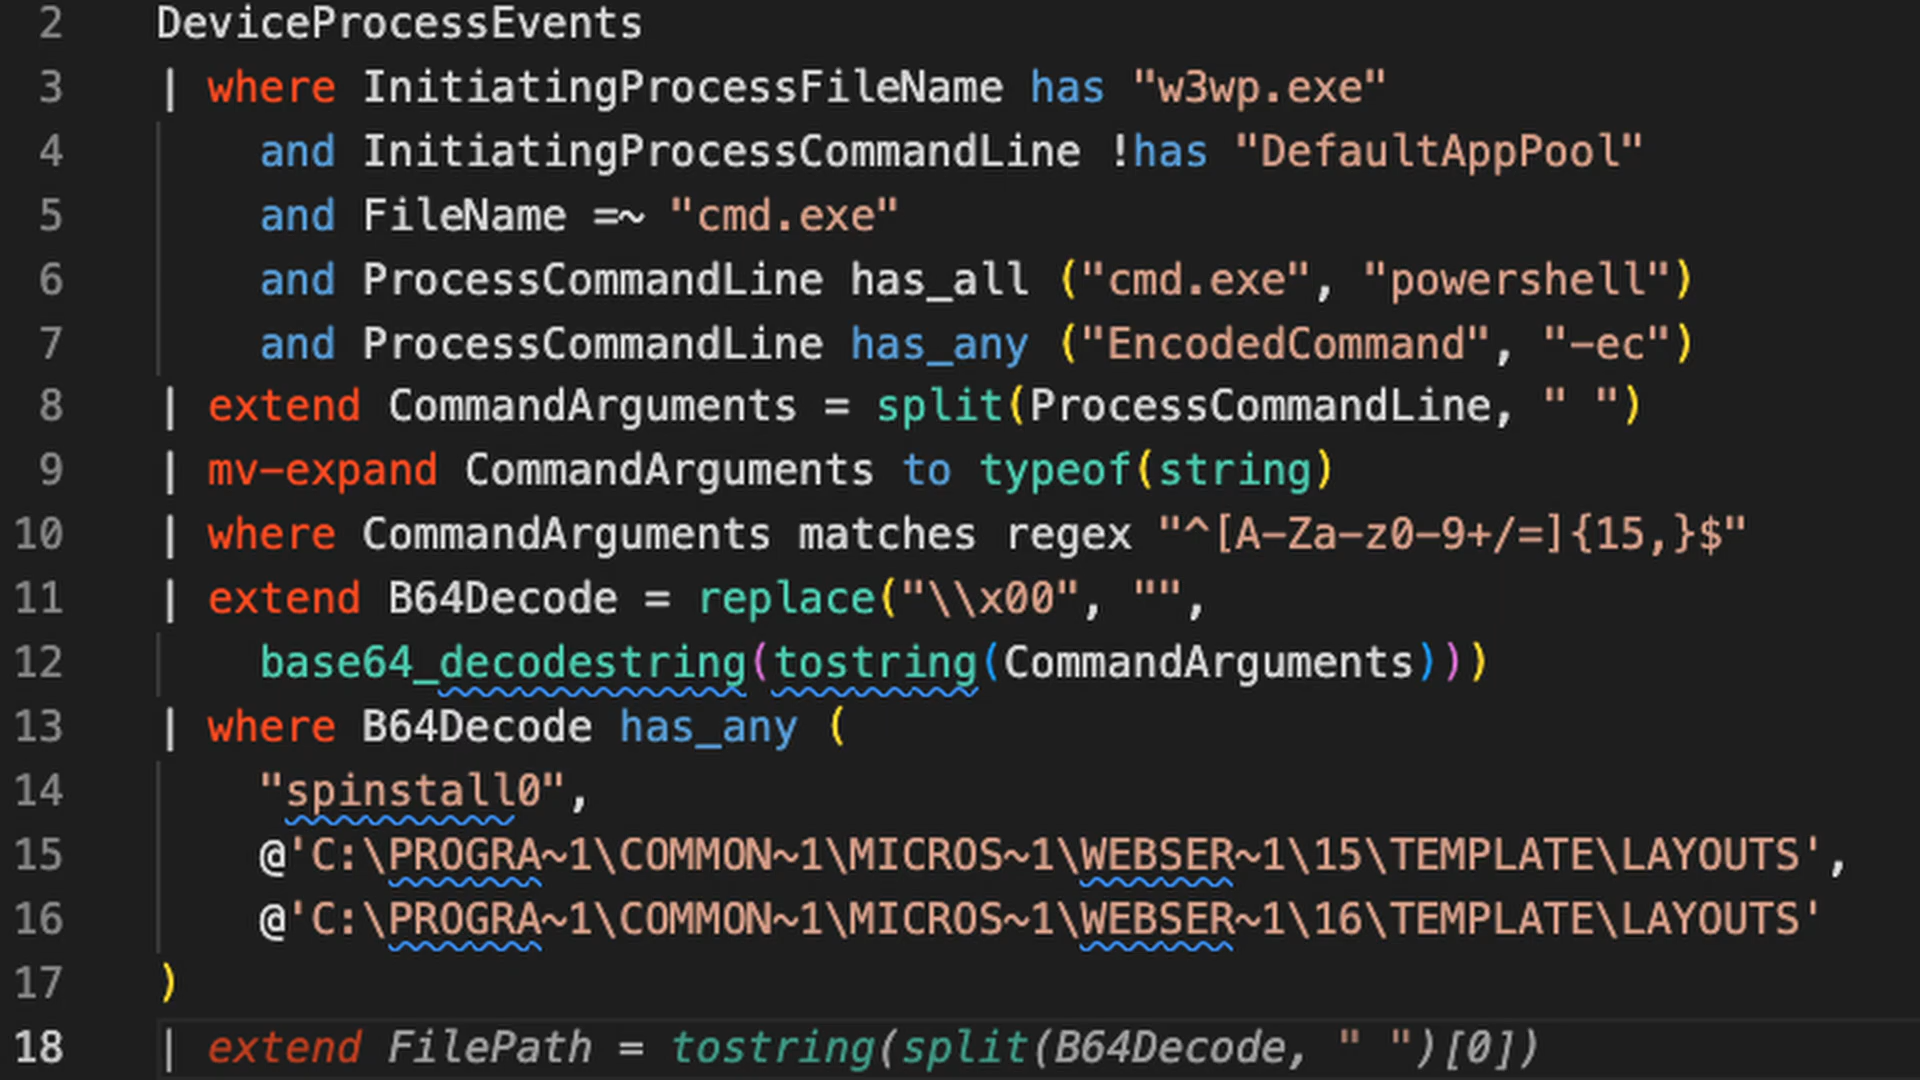 2 DeviceProcessEvents
3 | where InitiatingProcessFileName has "w3wp.exe"
4 and InitiatingProcessCommandLine !has "DefaultAppPool"
5 and FileName =~ "cmd.exe"
6 and ProcessCommandLine has_all ("cmd.exe", "powershell")
7 and ProcessCommandLine has_any ("EncodedCommand", "-ec")
8 | extend CommandArguments = split(ProcessCommandLine, " ")
9 | mv-expand CommandArguments to typeof(string)
10 | where CommandArguments matches regex "^[A-Za-z0-9+/=]{15,}$"
11 | extend B64Decode = replace("\\x00", "",
12 base64_decodestring(tostring(CommandArguments)))
13 | where B64Decode has_any (
14 "spinstall0",
15 @'C:\PROGRA~1\COMMON~1\MICROS~1\WEBSER~1\15\TEMPLATE\LAYOUTS',
16 @'C:\PROGRA~1\COMMON~1\MICROS~1\WEBSER~1\16\TEMPLATE\LAYOUTS'
17 )
18 | extend FilePath = tostring(split(B64Decode, " ")[0])